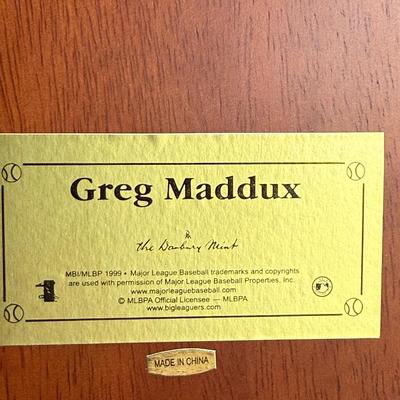 Greg Maddux
The Danbury Mint
MBI/MLBP 1999 • Major League Baseball trademarks and copyrights
are used with permission of Major League Baseball Properties, Inc.
www.majorleaguebaseball.com
© MLBPA Official Licensee — MLBPA
www.bigleaguers.com
MADE IN CHINA